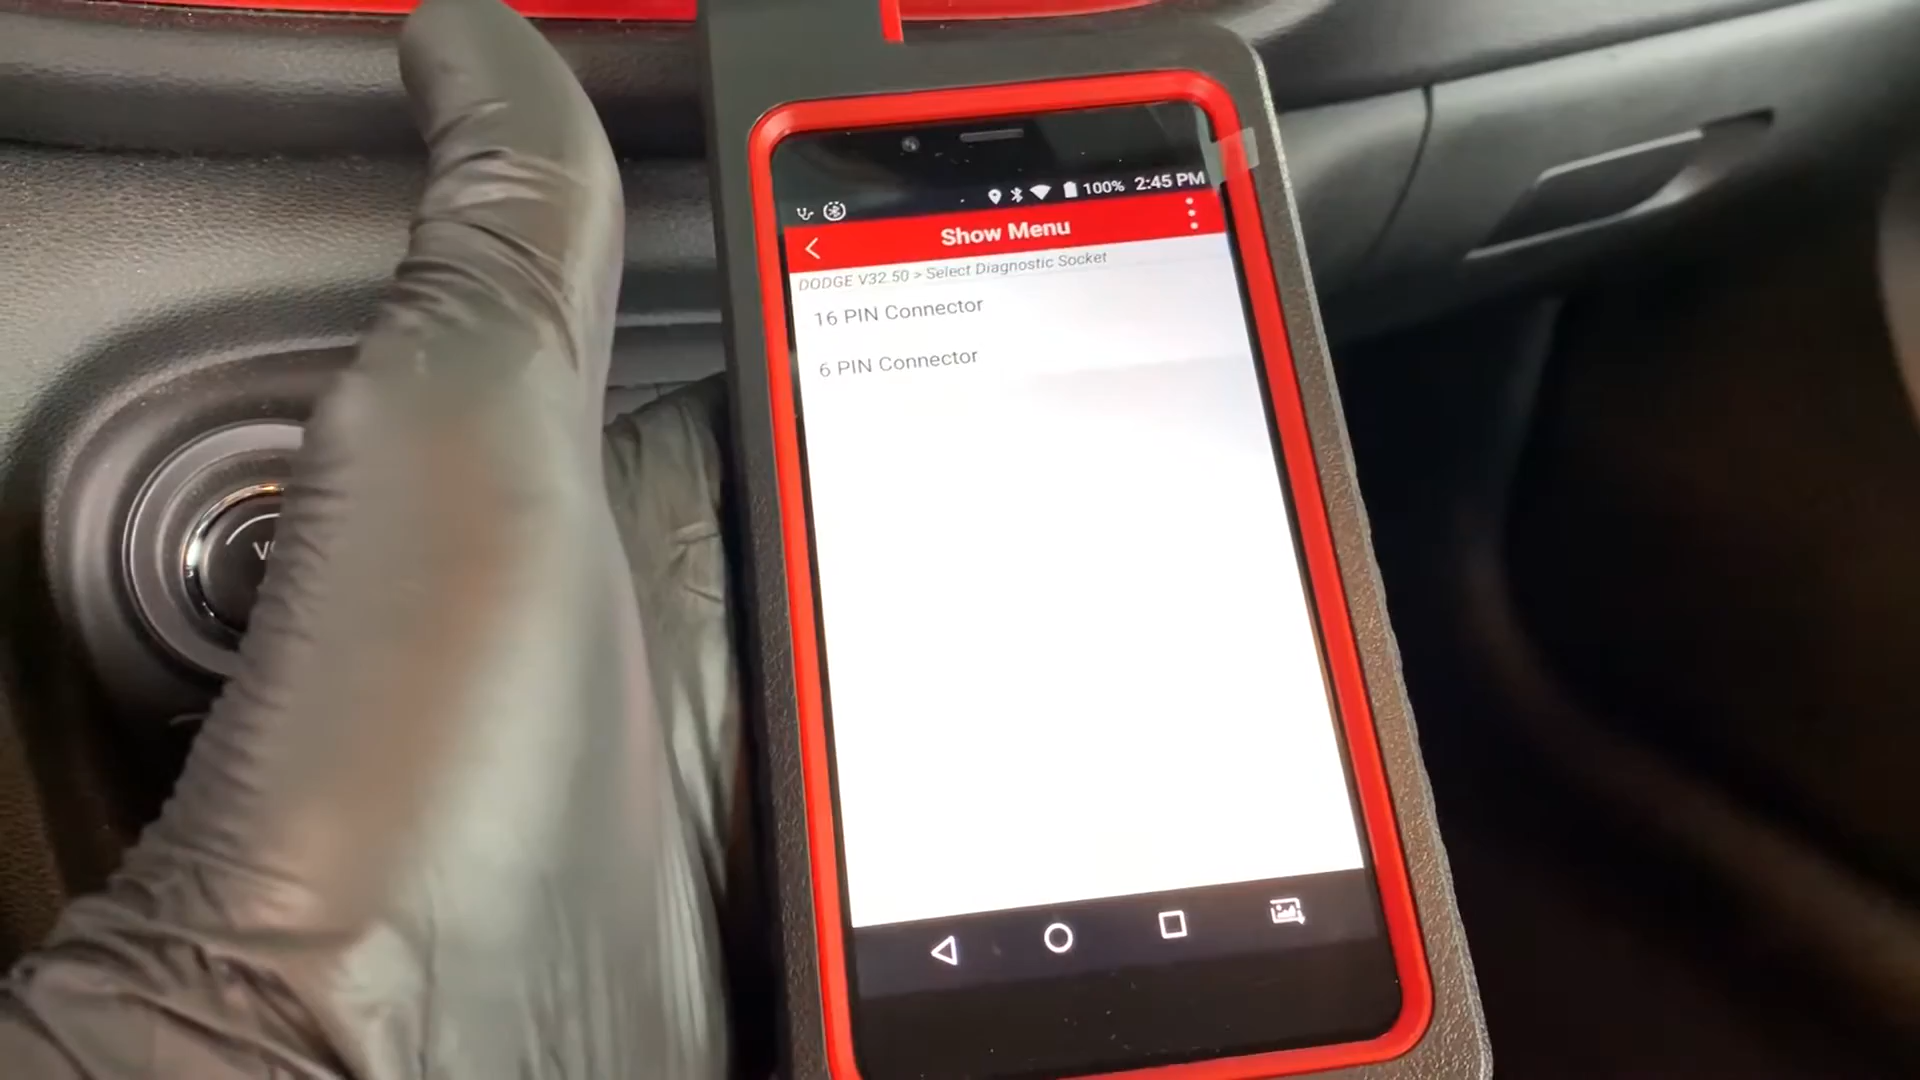 100% 2:45 PM
Show Menu
DODGE V32.50 > Select Diagnostic Socket
16 PIN Connector
6 PIN Connector